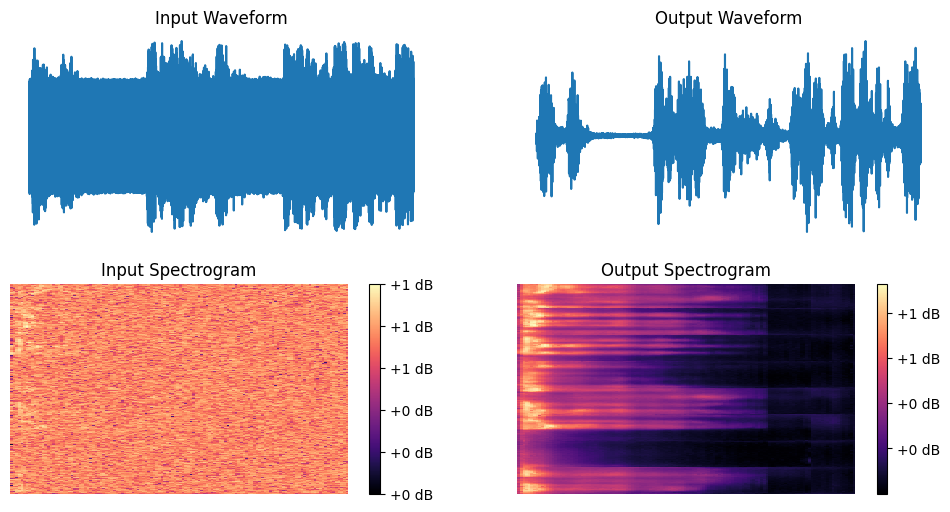 Input Waveform
Output Waveform
Input Spectrogram
+1 dB
+1 dB
+1 dB
+0 dB
+0 dB
+0 dB
Output Spectrogram
+1 dB
+1 dB
+0 dB
+0 dB